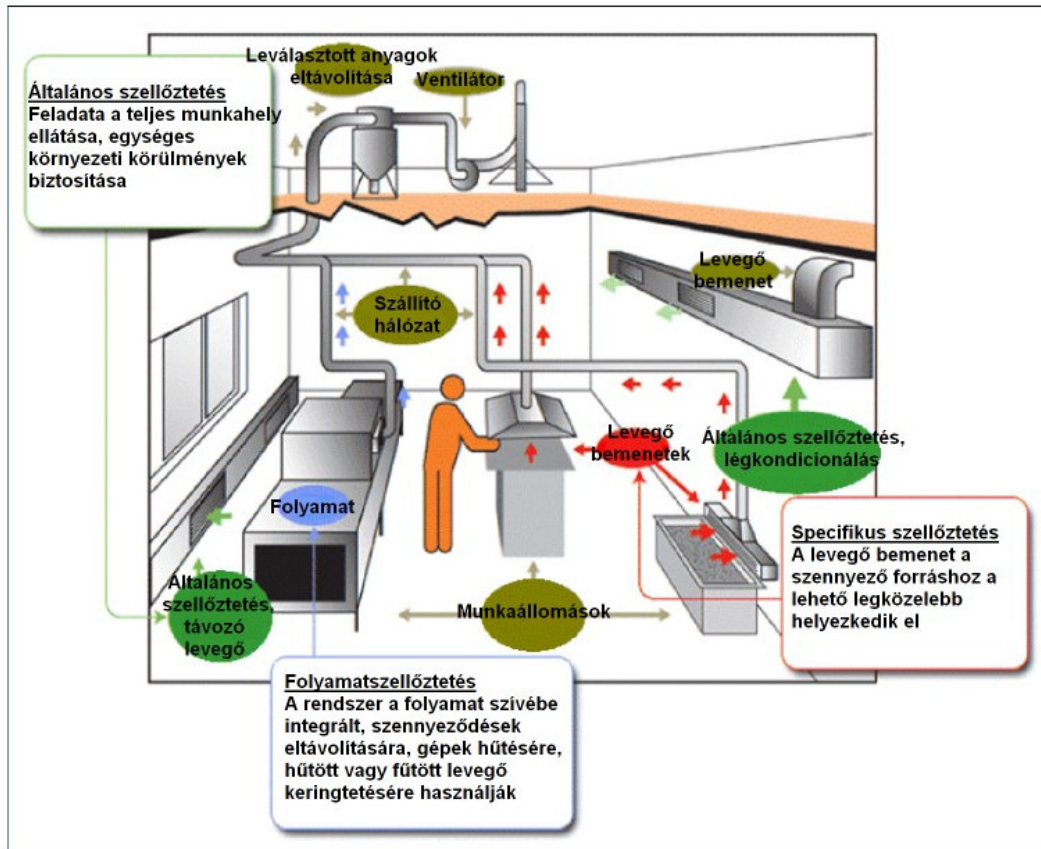 Leválasztott anyagok
eltávolítása
Ventilátor
Általános szellőztetés
Feladata a teljes munkahely
ellátása, egységes
környezeti körülmények
biztosítása
Levegő
bemenet
Szállító
hálózat
Levegő
bemenetek
Általános szellőztetés,
légkondicionálás
Folyamat
Specifikus szellőztetés
A levegő bemenet a
szennyező forráshoz a
lehető legközelebb
helyezkedik el
Általános
szellőztetés,
távozó
levegő
Munkaállomások
Folyamatszellőztetés
A rendszer a folyamat szívébe
integrált, szennyeződések
eltávolítására, gépek hűtésére,
hűtött vagy fűtött levegő
keringtetésére használják